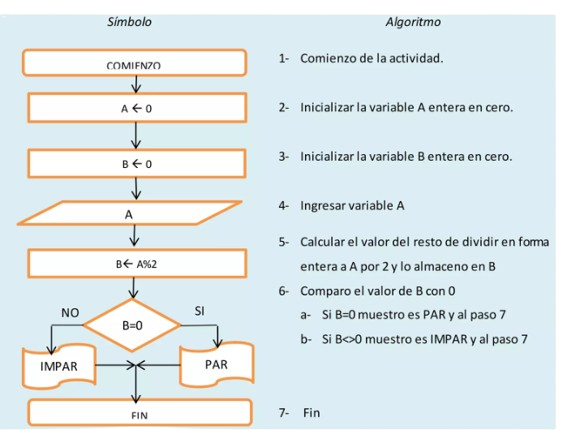 Símbolo
Algoritmo
COMIENZO
1- Comienzo de la actividad.
A ← 0
2- Inicializar la variable A entera en cero.
B ← 0
3- Inicializar la variable B entera en cero.
A
4- Ingresar variable A
B← A%2
5- Calcular el valor del resto de dividir en forma
entera a A por 2 y lo almaceno en B
6- Comparo el valor de B con 0
a- Si B=0 muestro es PAR y al paso 7
b- Si B<>0 muestro es IMPAR y al paso 7
NO
SI
B=0
IMPAR
PAR
FIN
7- Fin